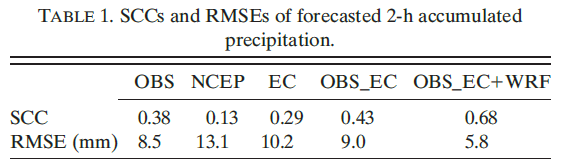 TABLE 1. SCCs and RMSEs of forecasted 2-h accumulated
precipitation.
OBS NCEP EC OBS_EC OBS_EC+WRF
SCC 0.38 0.13 0.29 0.43 0.68
RMSE (mm) 8.5 13.1 10.2 9.0 5.8